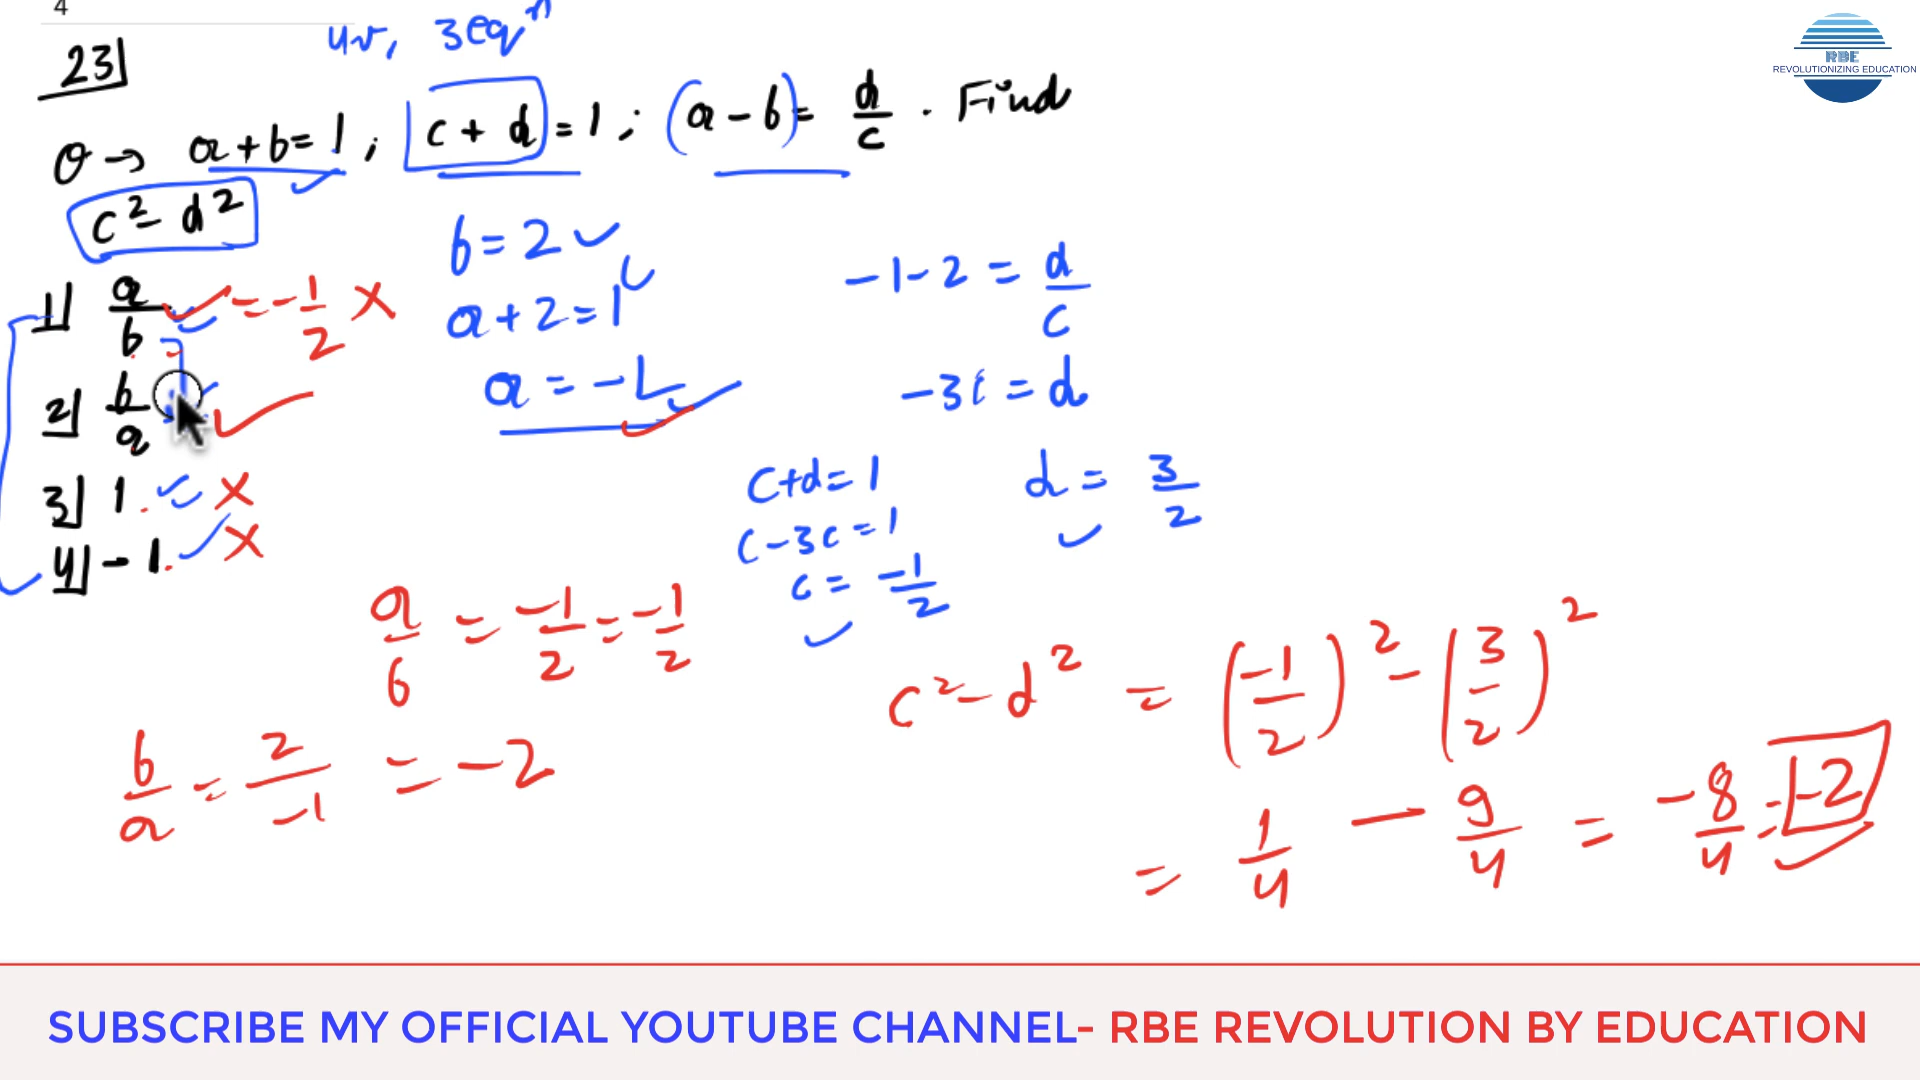 4
4v, 3eqⁿ
23]
Q → a+b=1 ; c + d = 1 ; (a - b) = d/c . Find
c² - d²
1] a/b = -1/2 ×
2] b/a
3] 1. ×
4] -1. ×
b = 2
a + 2 = 1
a = -1
-1-2 = d/c
-3c = d
c+d=1
c-3c=1
c = -1/2
d = 3/2
a/b = -1/2 = -1/2
b/a = 2/-1 = -2
c² - d² = (-1/2)² - (3/2)²
= 1/4 - 9/4 = -8/4 = -2
RBE
REVOLUTIONIZING EDUCATION
SUBSCRIBE MY OFFICIAL YOUTUBE CHANNEL- RBE REVOLUTION BY EDUCATION